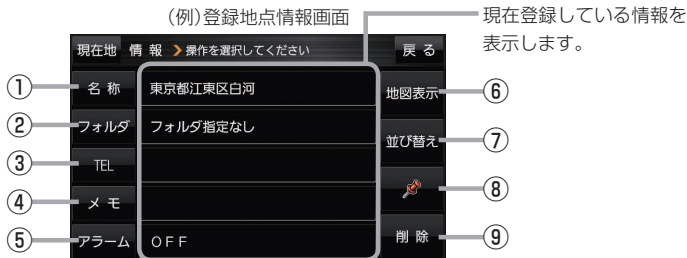 (例)登録地点情報画面
現在登録している情報を
表示します。
現在地 情 報 操作を選択してください 戻 る
① 名 称 東京都江東区白河 地図表示 ⑥
② フォルダ フォルダ指定なし 並び替え ⑦
③ TEL ⑧
④ メ モ
⑤ アラーム OFF 削 除 ⑨